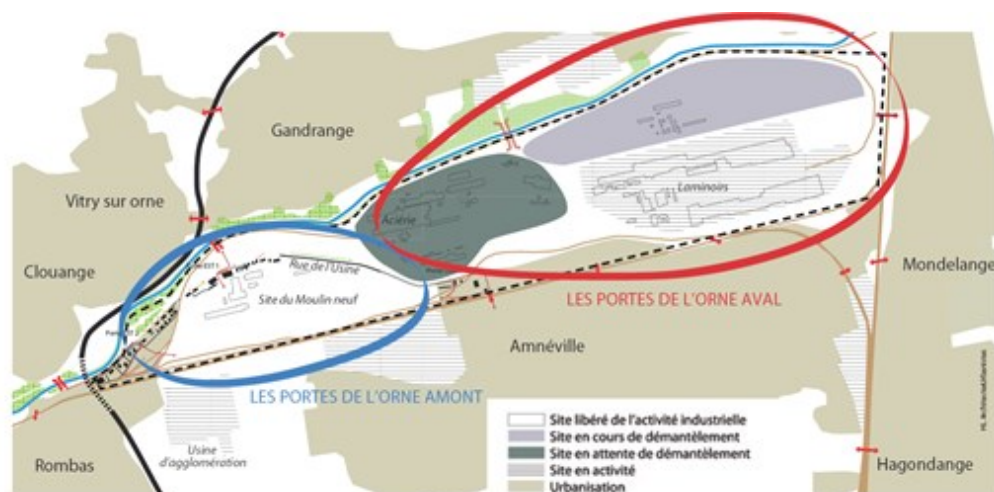 Gandrange
Vitry sur orne
Clouange
Aciérie
Laminoirs
Rue de l'Usine
Site du Moulin neuf
Mondelange
LES PORTES DE L'ORNE AVAL
Amnéville
LES PORTES DE L'ORNE AMONT
Usine
d'agglomération
Rombas
Hagondange
Site libéré de l'activité industrielle
Site en cours de démantèlement
Site en attente de démantèlement
Site en activité
Urbanisation